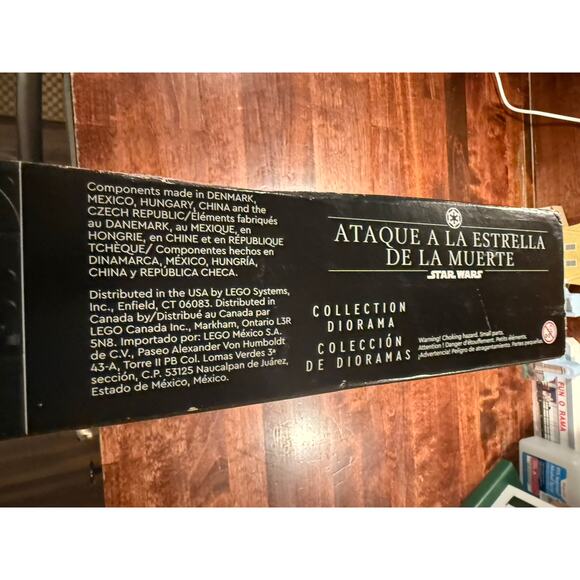 Components made in DENMARK,
MEXICO, HUNGARY, CHINA and the
CZECH REPUBLIC/Éléments fabriqués
au DANEMARK, au MEXIQUE, en
HONGRIE, en CHINE et en RÉPUBLIQUE
TCHÈQUE/ Componentes hechos en
DINAMARCA, MÉXICO, HUNGRÍA,
CHINA y REPÚBLICA CHECA.
Distributed in the USA by LEGO Systems,
Inc., Enfield, CT 06083. Distributed in
Canada by/Distribué au Canada par
LEGO Canada Inc., Markham, Ontario L3R
5N8. Importado por: LEGO México S.A.
de C.V., Paseo Alexander Von Humboldt
43-A, Torre II PB Col. Lomas Verdes 3ª
sección, C.P. 53125 Naucalpan de Juárez,
Estado de México, México.
ATAQUE A LA ESTRELLA
DE LA MUERTE
STAR WARS
COLLECTION
DIORAMA
COLECCIÓN
DE DIORAMAS
Warning! Choking hazard. Small parts.
Attention ! Danger d'étouffement. Petits éléments.
¡Advertencia! Peligro de atragantamiento. Partes pequeñas.
FUN O RAMA